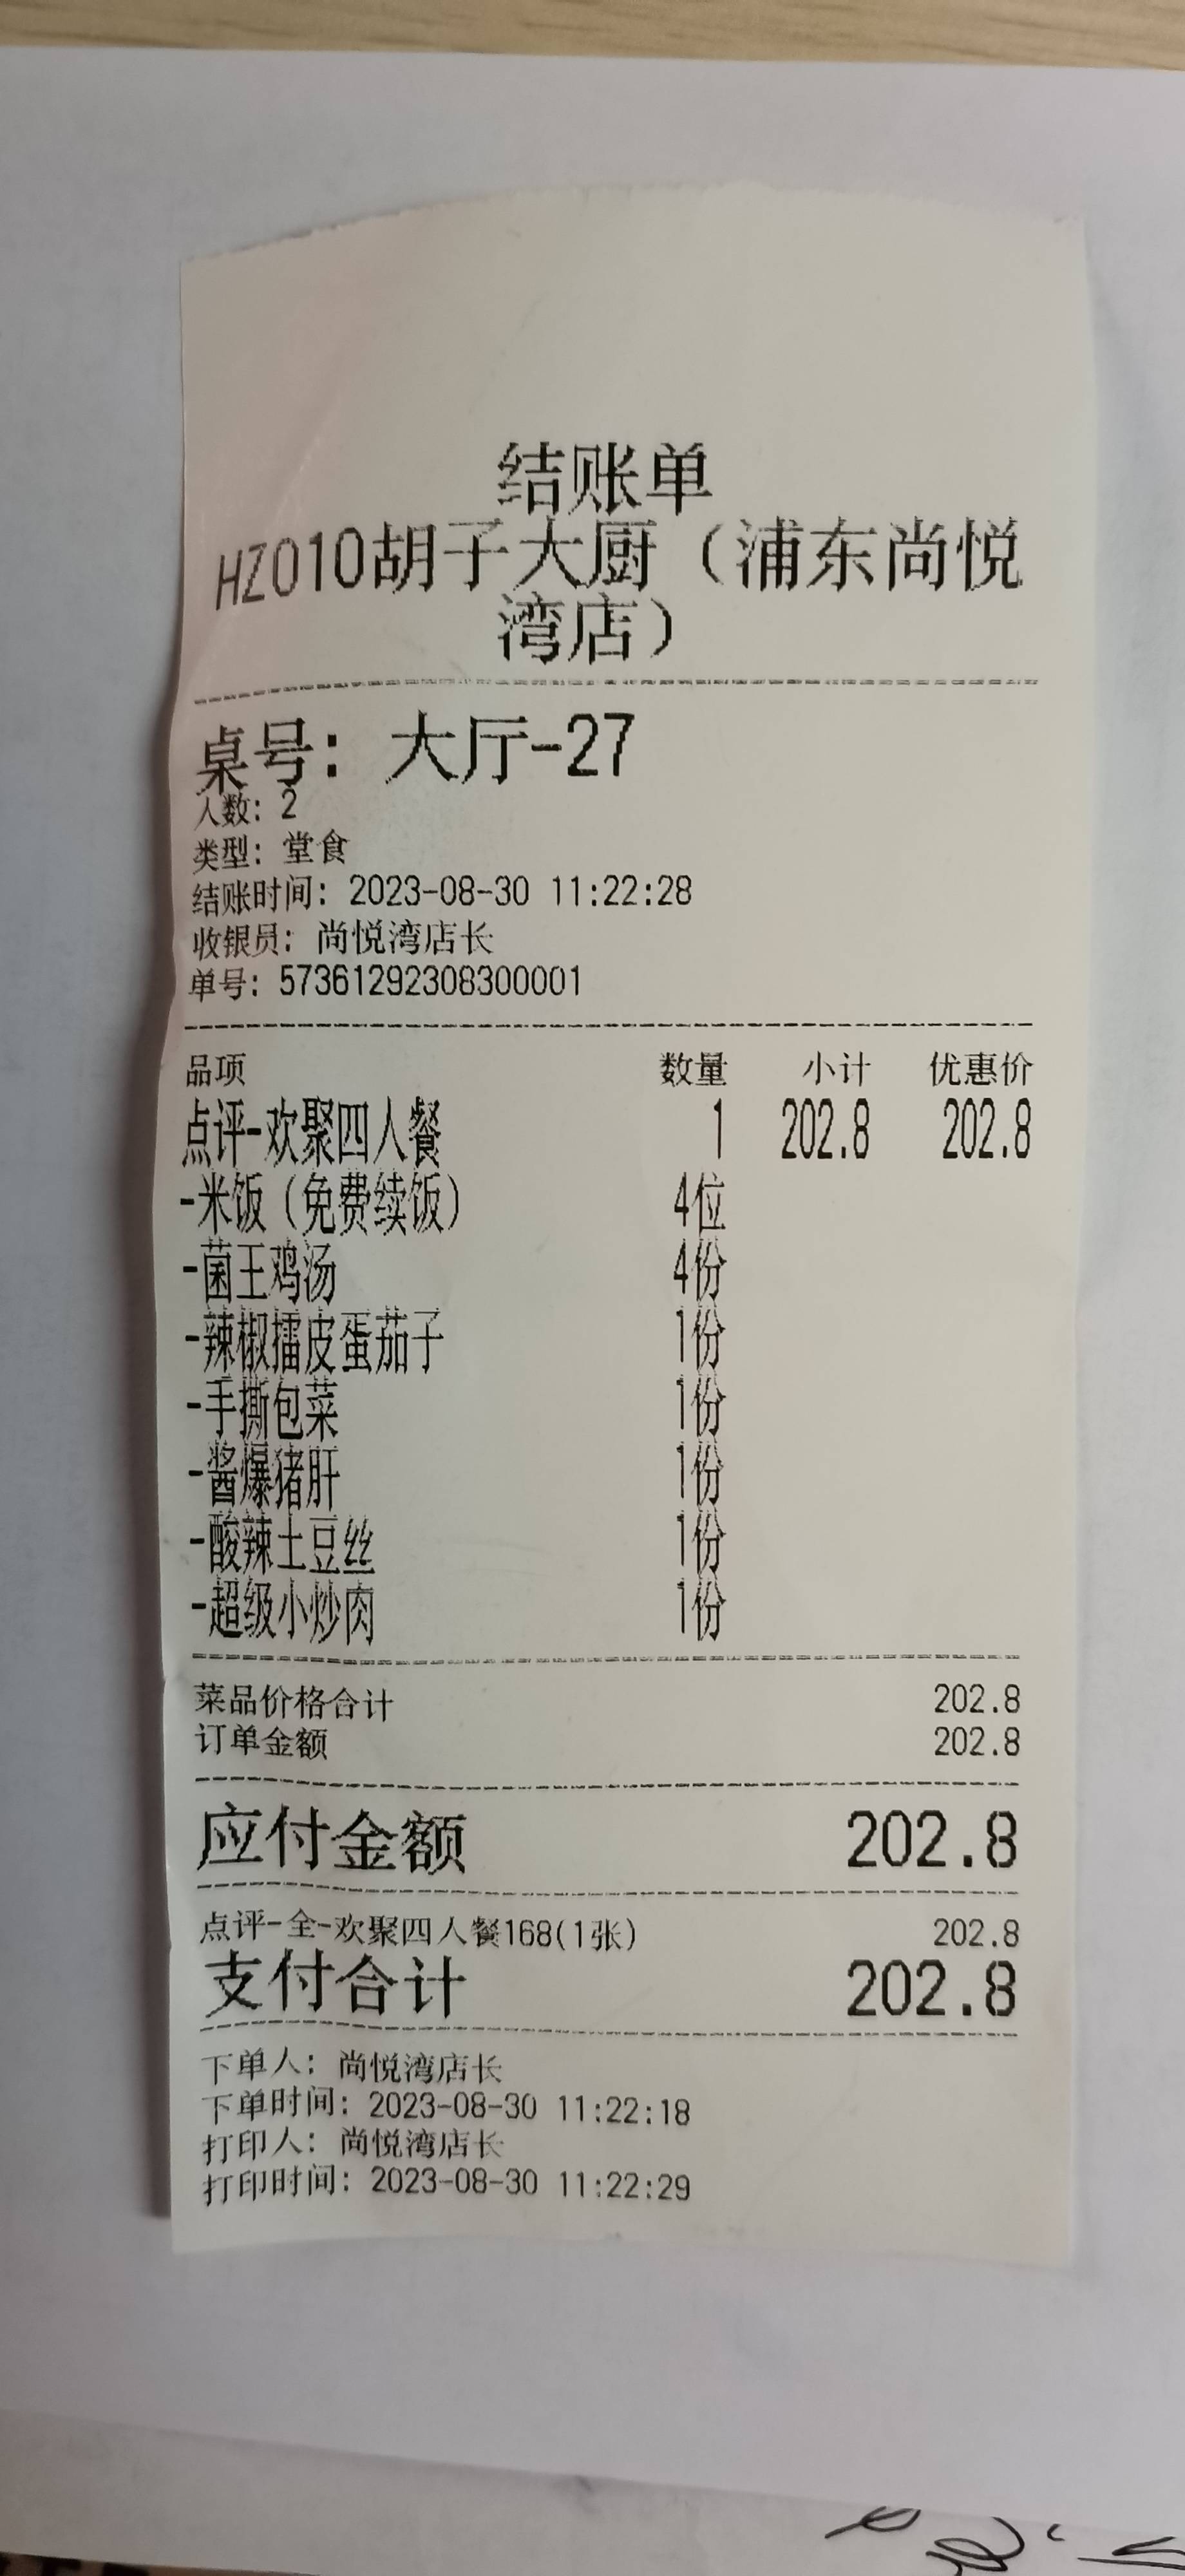 结账单
HZ010胡子大厨（浦东尚悦
湾店）
桌号：大厅-27
人数：2
类型：堂食
结账时间：2023-08-30 11:22:28
收银员：尚悦湾店长
单号：573612923083000​01
品项 数量 小计 优惠价
点评-欢聚四人餐 1 202.8 202.8
-米饭（免费续饭） 4位
-菌王鸡汤 4份
-辣椒擂皮蛋茄子 1份
-手撕包菜 1份
-酱爆猪肝 1份
-酸辣土豆丝 1份
-超级小炒肉 1份
菜品价格合计 202.8
订单金额 202.8
应付金额 202.8
点评-全-欢聚四人餐168(1张) 202.8
支付合计 202.8
下单人：尚悦湾店长
下单时间：2023-08-30 11:22:18
打印人：尚悦湾店长
打印时间：2023-08-30 11:22:29